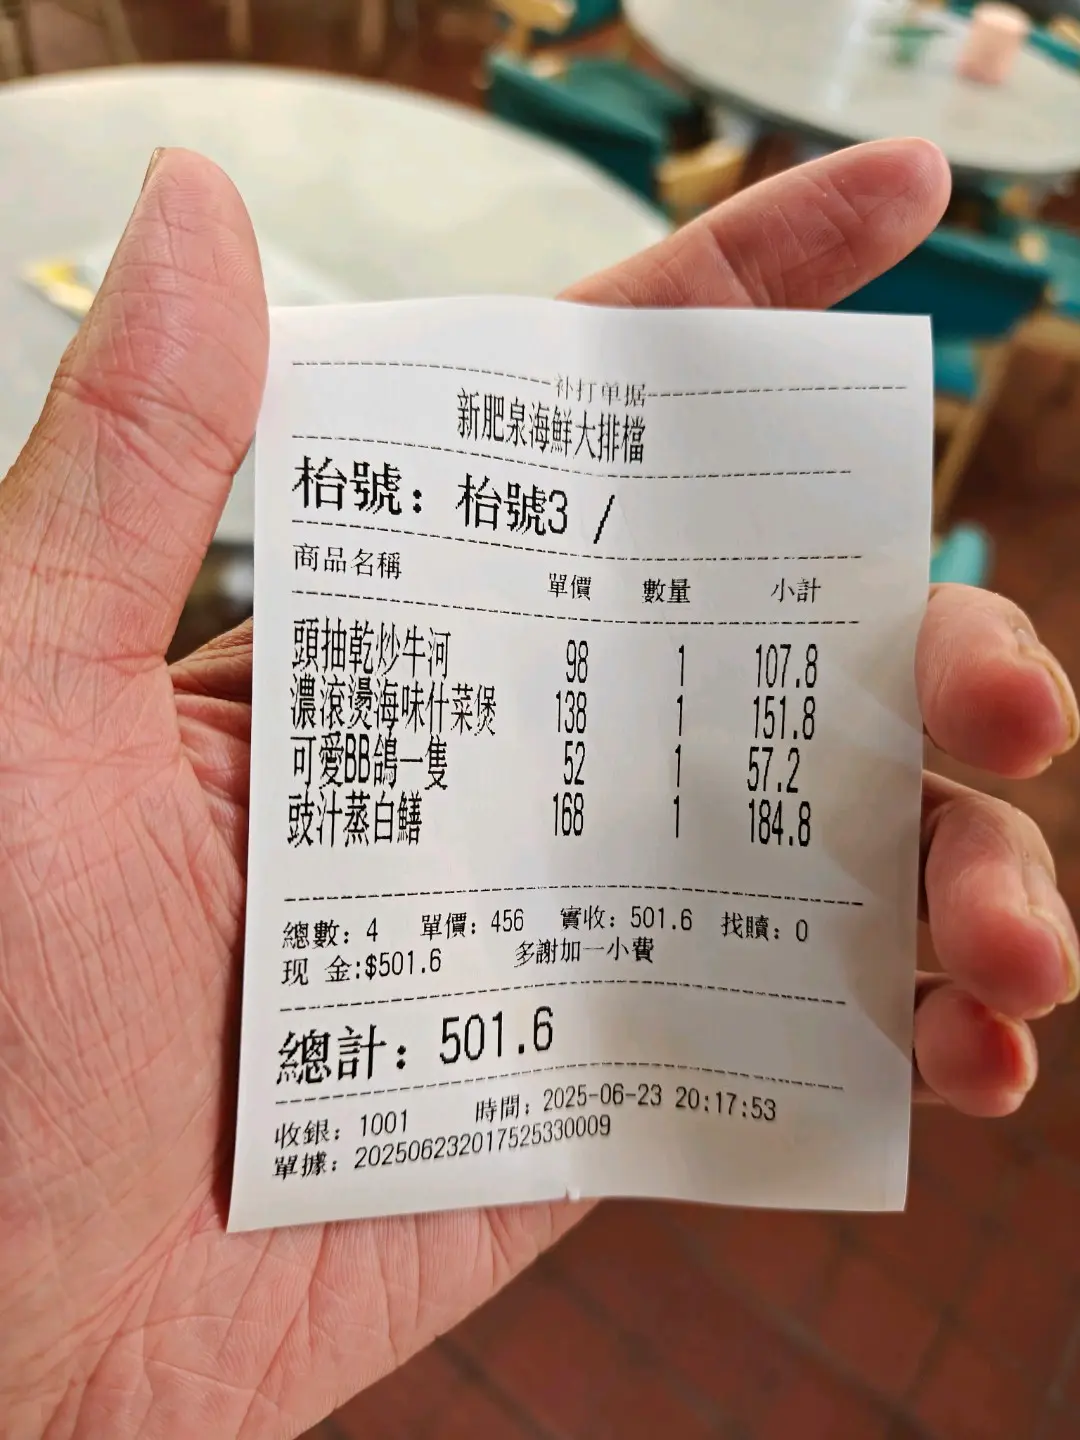 补打单据
新肥泉海鮮大排檔
枱號：枱號3 /
商品名稱 單價 數量 小計
頭抽乾炒牛河 98 1 107.8
濃滾燙海味什菜煲 138 1 151.8
可愛BB鴿一隻 52 1 57.2
豉汁蒸白鱔 168 1 184.8
總數：4 單價：456 實收：501.6 找贖：0
现 金:$501.6 多謝加一小費
總計：501.6
收銀：1001 時間：2025-06-23 20:17:53
單據：202506232017525330009